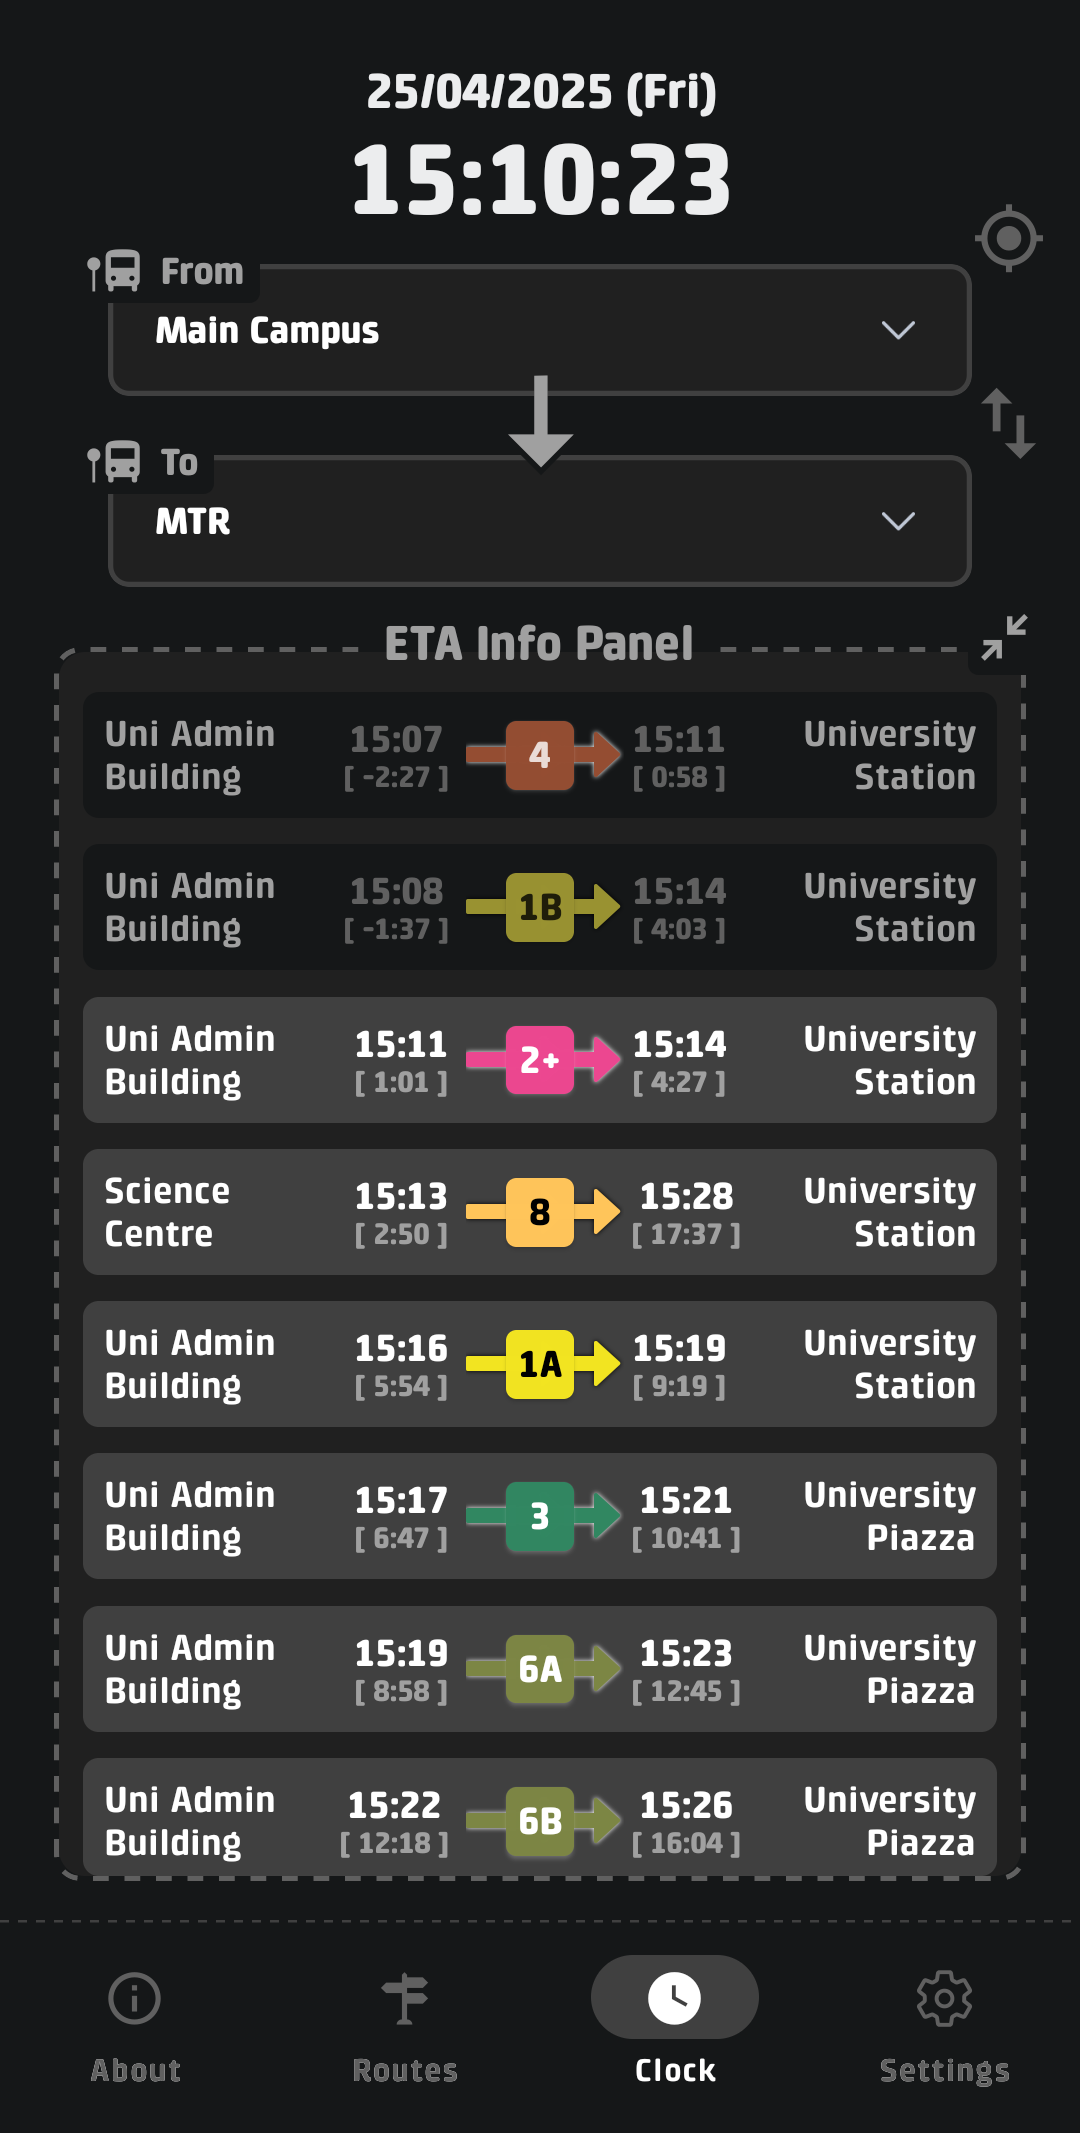 25/04/2025 (Fri)
15:10:23
From
Main Campus
To
MTR
ETA Info Panel
Uni Admin Building
15:07
[ -2:27 ]
4
15:11
[ 0:58 ]
University Station
Uni Admin Building
15:08
[ -1:37 ]
1B
15:14
[ 4:03 ]
University Station
Uni Admin Building
15:11
[ 1:01 ]
2+
15:14
[ 4:27 ]
University Station
Science Centre
15:13
[ 2:50 ]
8
15:28
[ 17:37 ]
University Station
Uni Admin Building
15:16
[ 5:54 ]
1A
15:19
[ 9:19 ]
University Station
Uni Admin Building
15:17
[ 6:47 ]
3
15:21
[ 10:41 ]
University Piazza
Uni Admin Building
15:19
[ 8:58 ]
6A
15:23
[ 12:45 ]
University Piazza
Uni Admin Building
15:22
[ 12:18 ]
6B
15:26
[ 16:04 ]
University Piazza
About
Routes
Clock
Settings